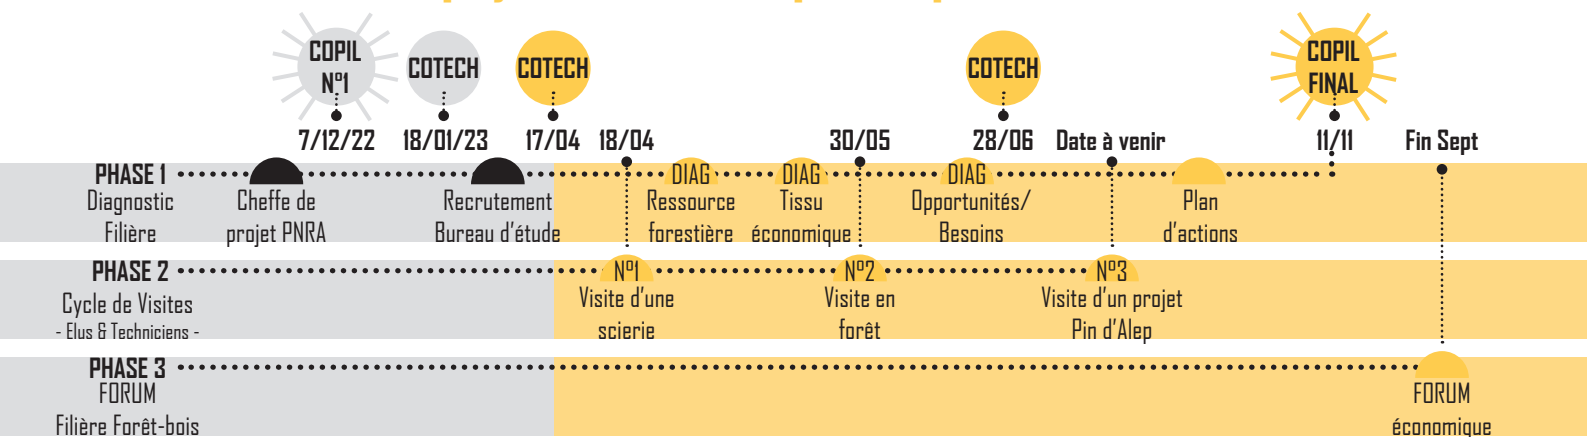 COPIL
N°1
COTECH
COTECH
COTECH
COPIL
FINAL
7/12/22 18/01/23 17/04 18/04 30/05 28/06 Date à venir 11/11 Fin Sept
PHASE 1
Diagnostic
Filière
Cheffe de
projet PNRA
Recrutement
Bureau d'étude
DIAG
Ressource
forestière
DIAG
Tissu
économique
DIAG
Opportunités/
Besoins
Plan
d'actions
PHASE 2
Cycle de Visites
- Elus & Techniciens -
N°1
Visite d'une
scierie
N°2
Visite en
forêt
N°3
Visite d'un projet
Pin d'Alep
PHASE 3
FORUM
Filière Forêt-bois
FORUM
économique